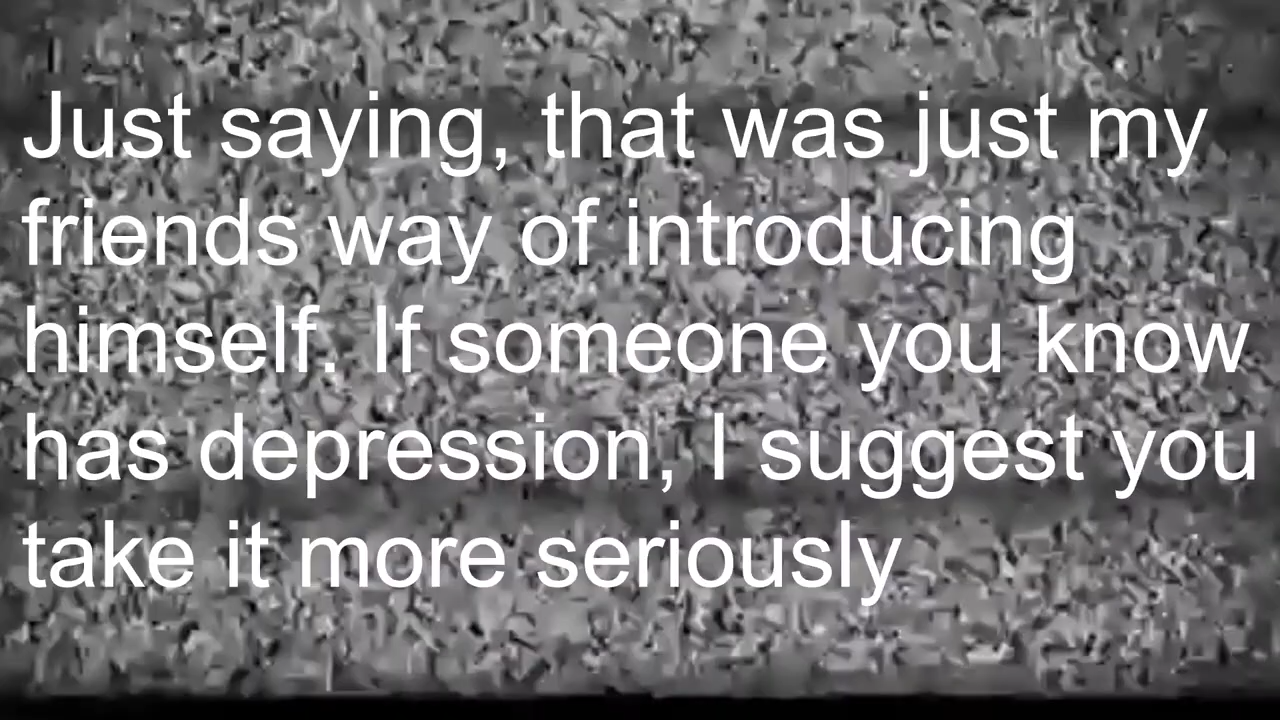 Just saying, that was just my
friends way of introducing
himself. If someone you know
has depression, I suggest you
take it more seriously